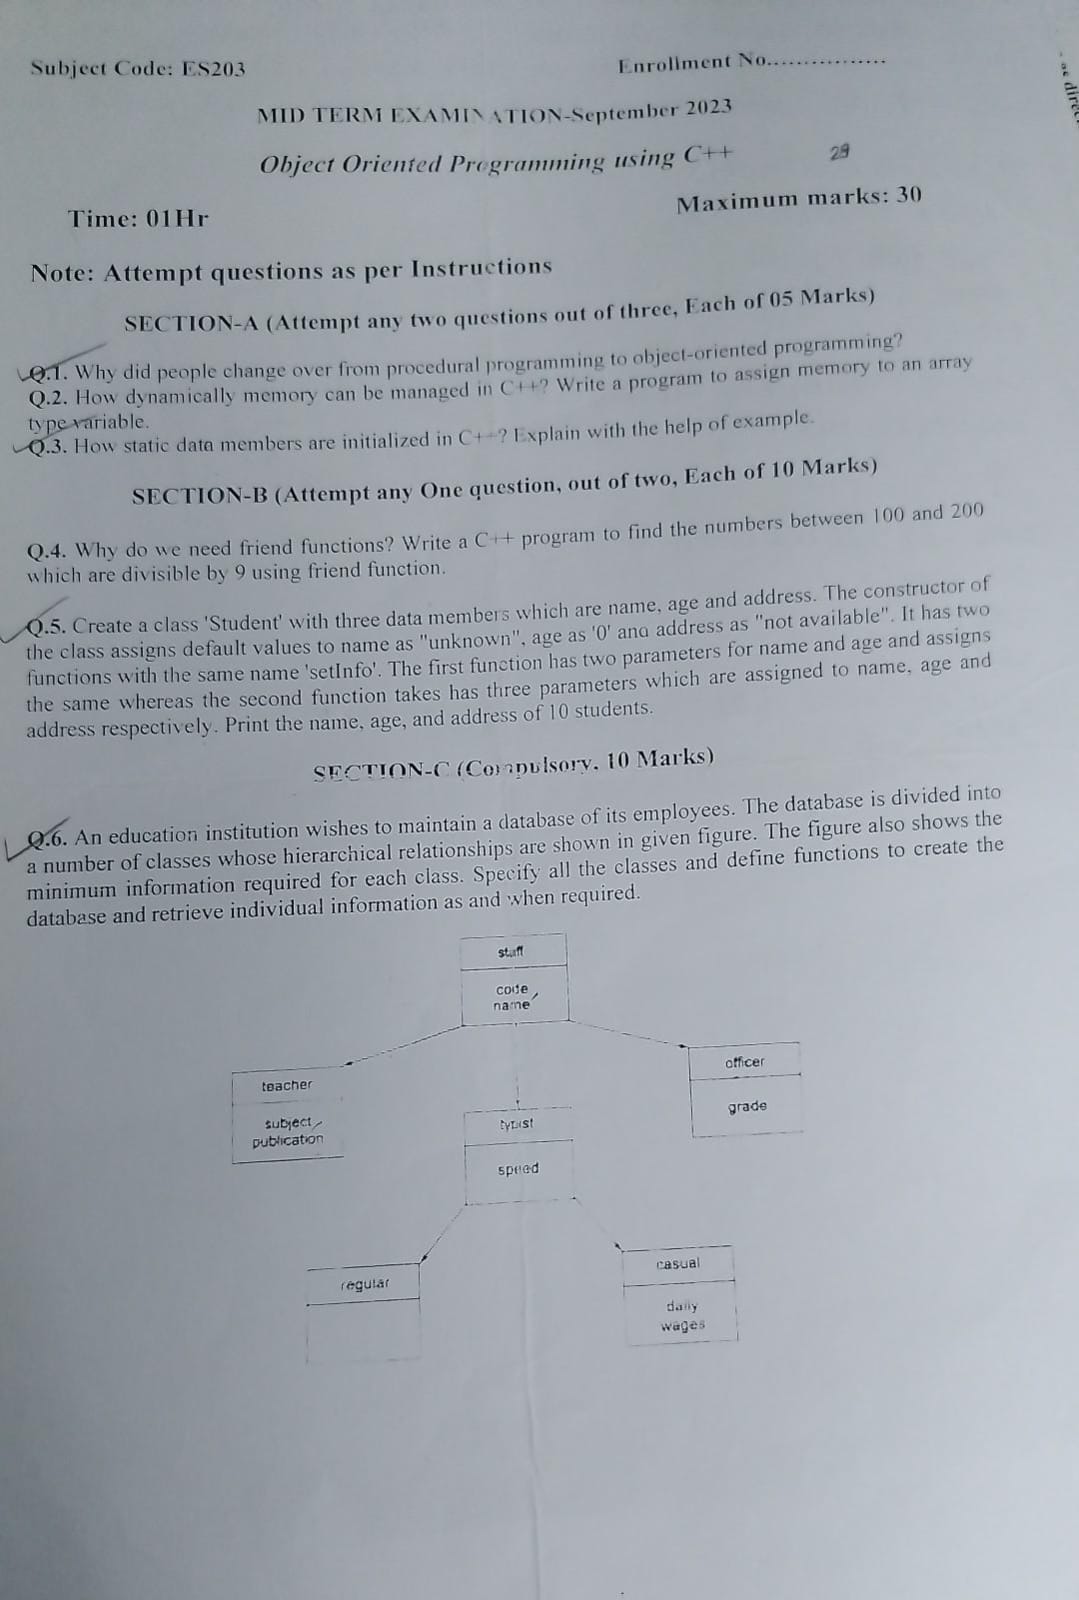 Subject Code: ES203
Enrollment No.................
MID TERM EXAMINATION-September 2023
Object Oriented Programming using C++
29
Time: 01Hr
Maximum marks: 30
Note: Attempt questions as per Instructions
SECTION-A (Attempt any two questions out of three, Each of 05 Marks)
Q.1. Why did people change over from procedural programming to object-oriented programming?
Q.2. How dynamically memory can be managed in C++? Write a program to assign memory to an array
type variable.
Q.3. How static data members are initialized in C++? Explain with the help of example.
SECTION-B (Attempt any One question, out of two, Each of 10 Marks)
Q.4. Why do we need friend functions? Write a C++ program to find the numbers between 100 and 200
which are divisible by 9 using friend function.
Q.5. Create a class 'Student' with three data members which are name, age and address. The constructor of
the class assigns default values to name as "unknown", age as '0' and address as "not available". It has two
functions with the same name 'setInfo'. The first function has two parameters for name and age and assigns
the same whereas the second function takes has three parameters which are assigned to name, age and
address respectively. Print the name, age, and address of 10 students.
SECTION-C (Compulsory, 10 Marks)
Q.6. An education institution wishes to maintain a database of its employees. The database is divided into
a number of classes whose hierarchical relationships are shown in given figure. The figure also shows the
minimum information required for each class. Specify all the classes and define functions to create the
database and retrieve individual information as and when required.
staff
code
name
teacher
subject
publication
typist
speed
officer
grade
regular
casual
daily
wages